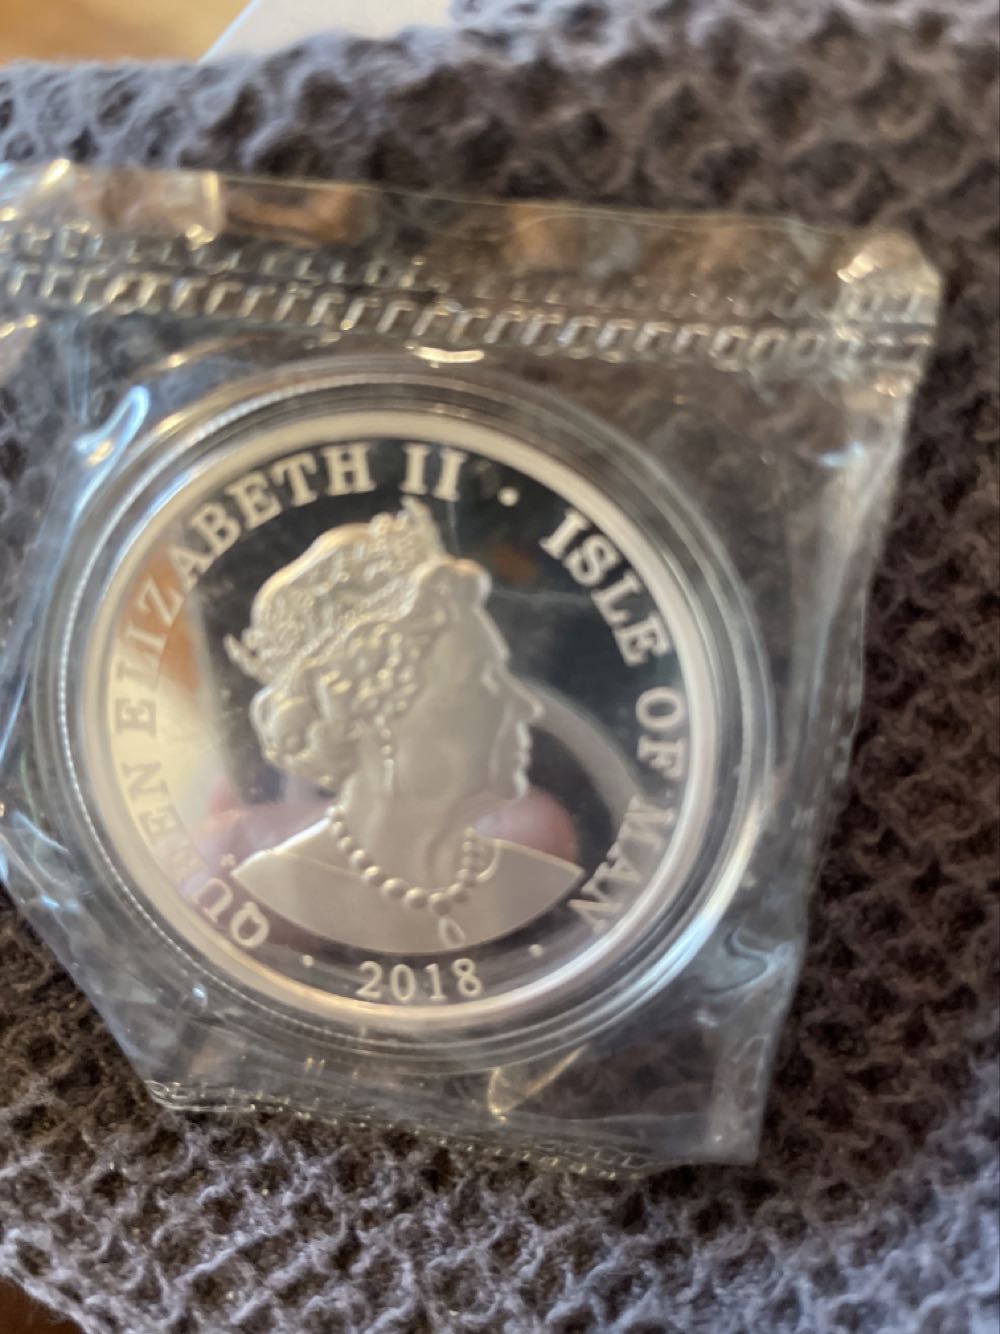 QUEEN ELIZABETH II · ISLE OF MAN
· 2018 ·